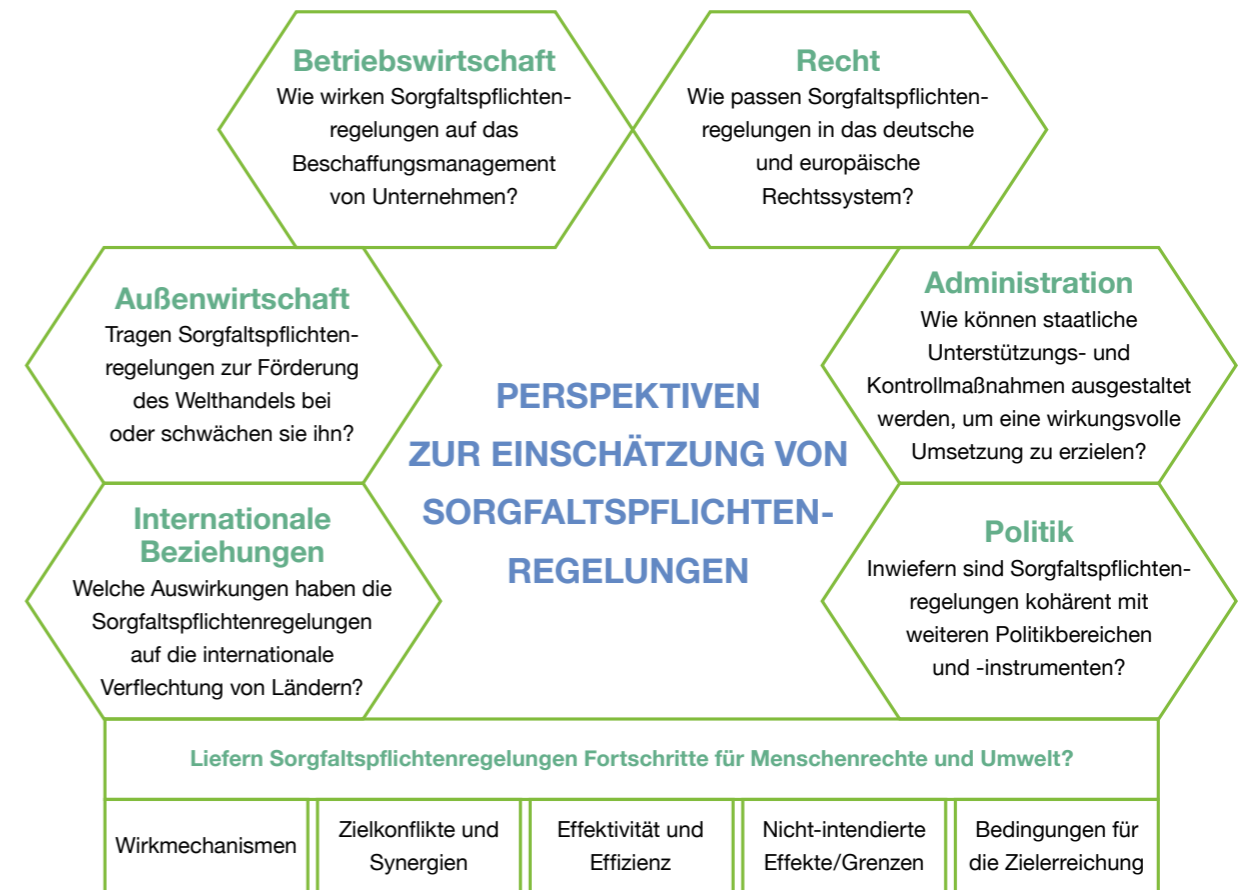 Betriebswirtschaft
Wie wirken Sorgfaltspflichten-
regelungen auf das
Beschaffungsmanagement
von Unternehmen?
Recht
Wie passen Sorgfaltspflichten-
regelungen in das deutsche
und europäische
Rechtssystem?
Außenwirtschaft
Tragen Sorgfaltspflichten-
regelungen zur Förderung
des Welthandels bei
oder schwächen sie ihn?
Administration
Wie können staatliche
Unterstützungs- und
Kontrollmaßnahmen ausgestaltet
werden, um eine wirkungsvolle
Umsetzung zu erzielen?
PERSPEKTIVEN
ZUR EINSCHÄTZUNG VON
SORGFALTSPFLICHTEN-
REGELUNGEN
Internationale
Beziehungen
Welche Auswirkungen haben die
Sorgfaltspflichtenregelungen
auf die internationale
Verflechtung von Ländern?
Politik
Inwiefern sind Sorgfaltspflichten-
regelungen kohärent mit
weiteren Politikbereichen
und -instrumenten?
Liefern Sorgfaltspflichtenregelungen Fortschritte für Menschenrechte und Umwelt?
Wirkmechanismen
Zielkonflikte und
Synergien
Effektivität und
Effizienz
Nicht-intendierte
Effekte/Grenzen
Bedingungen für
die Zielerreichung